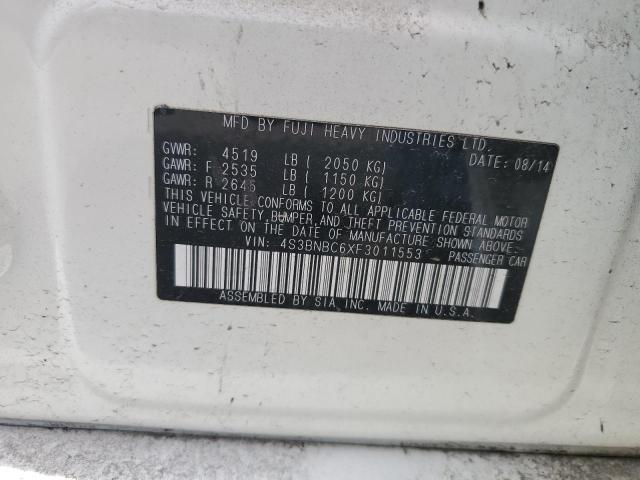 MFD BY FUJI HEAVY INDUSTRIES LTD.
GVWR: 4519 LB ( 2050 KG) DATE: 08/14
GAWR: F 2535 LB ( 1150 KG)
GAWR: R 2645 LB ( 1200 KG)
THIS VEHICLE CONFORMS TO ALL APPLICABLE FEDERAL MOTOR
VEHICLE SAFETY, BUMPER, AND THEFT PREVENTION STANDARDS
IN EFFECT ON THE DATE OF MANUFACTURE SHOWN ABOVE.
VIN: 4S3BNBC6XF3011553 PASSENGER CAR
ASSEMBLED BY SIA INC. MADE IN U.S.A.